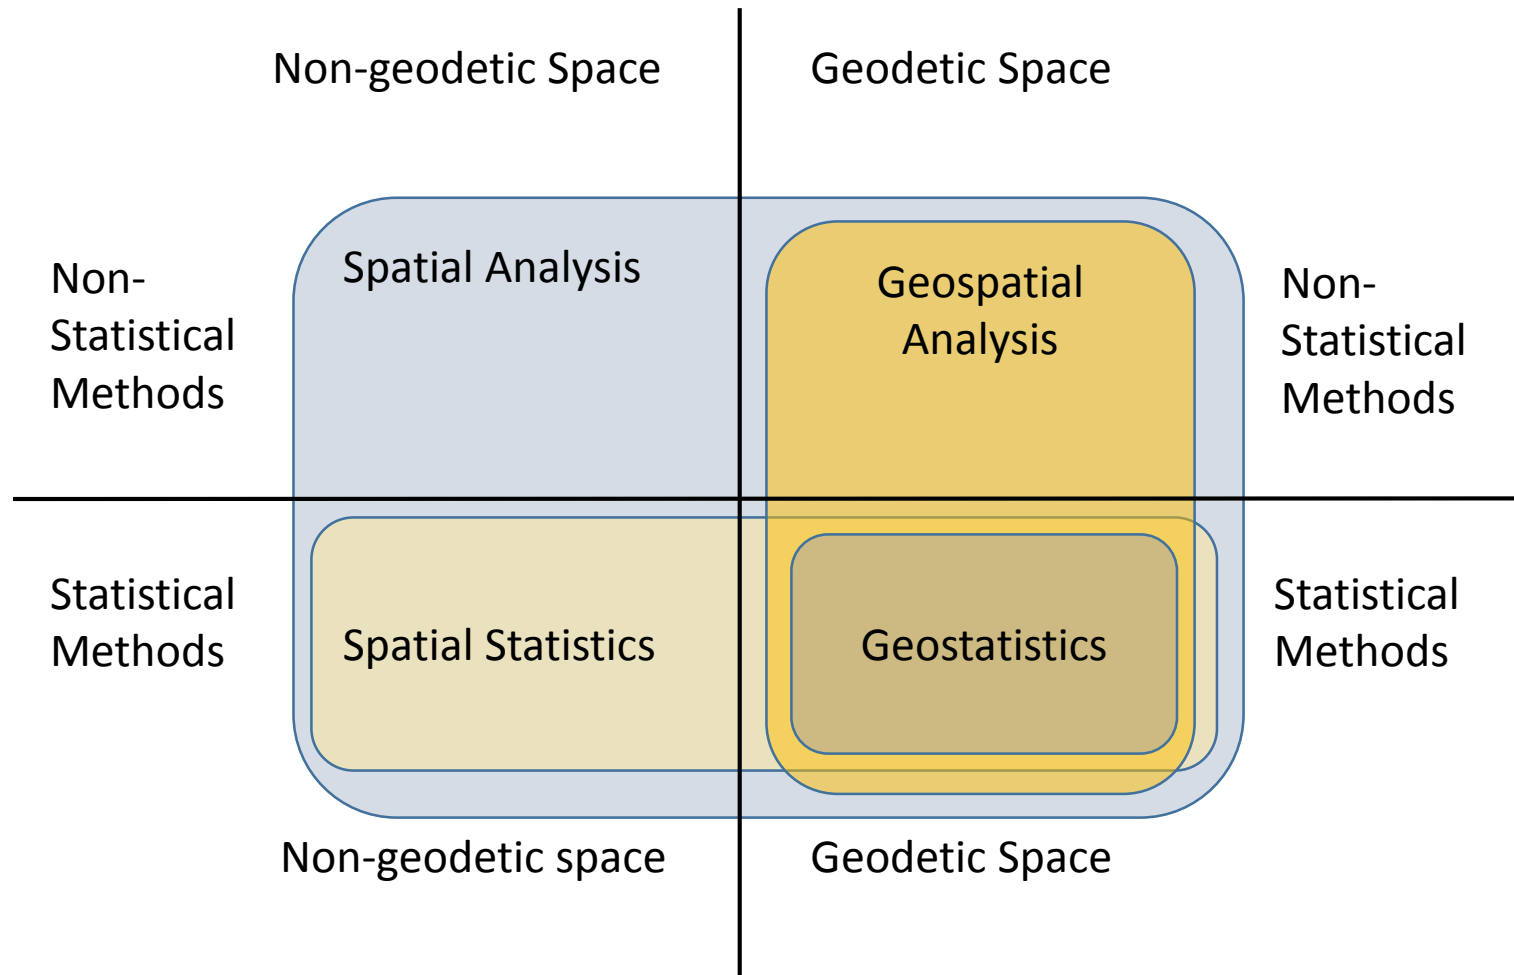 Non-geodetic Space
Geodetic Space
Non-
Statistical
Methods
Spatial Analysis
Geospatial
Analysis
Non-
Statistical
Methods
Statistical
Methods
Spatial Statistics
Geostatistics
Statistical
Methods
Non-geodetic space
Geodetic Space